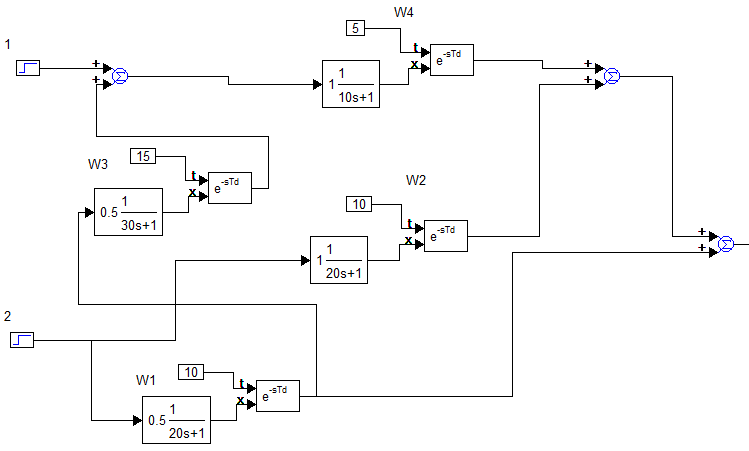 W4
5
1
+
+
Σ
t
x
e-sTd
1 1
10s+1
+
+
Σ
15
W3
t
x
e-sTd
0.5 1
30s+1
W2
10
t
x
e-sTd
1 1
20s+1
+
+
Σ
2
10
W1
t
x
e-sTd
0.5 1
20s+1